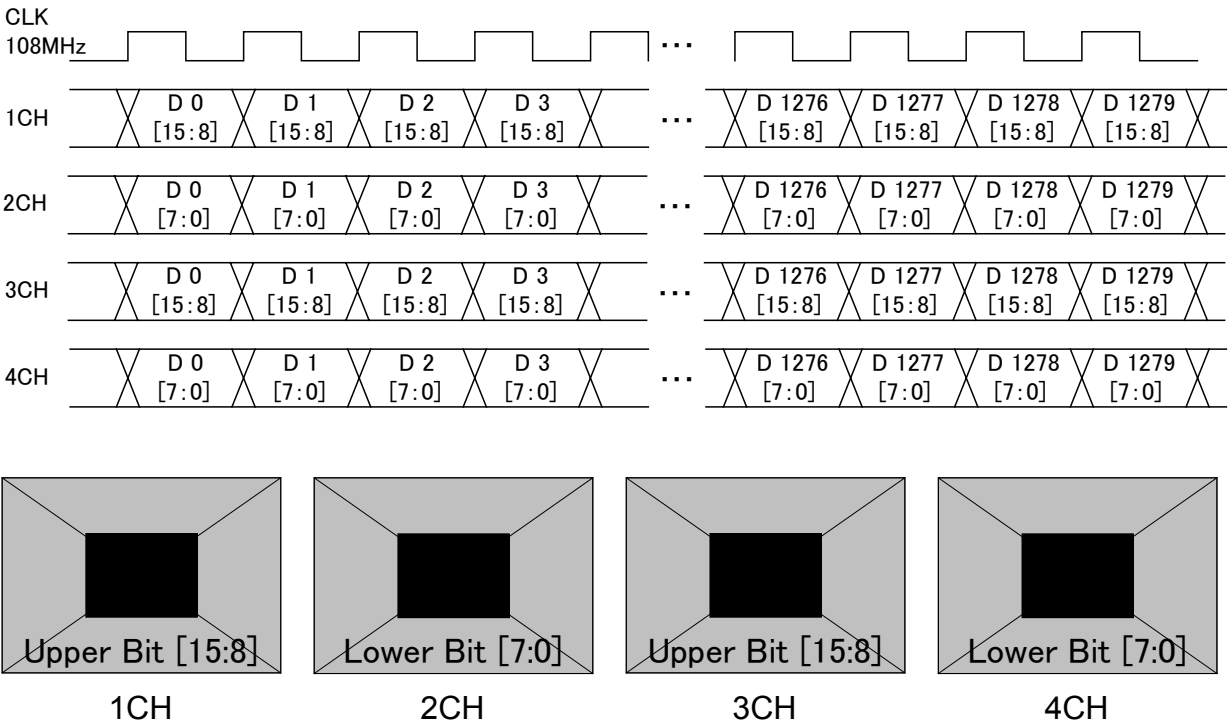 CLK
108MHz
...
1CH
D 0 D 1 D 2 D 3 ... D 1276 D 1277 D 1278 D 1279
[15:8] [15:8] [15:8] [15:8] [15:8] [15:8] [15:8] [15:8]
2CH
D 0 D 1 D 2 D 3 ... D 1276 D 1277 D 1278 D 1279
[7:0] [7:0] [7:0] [7:0] [7:0] [7:0] [7:0] [7:0]
3CH
D 0 D 1 D 2 D 3 ... D 1276 D 1277 D 1278 D 1279
[15:8] [15:8] [15:8] [15:8] [15:8] [15:8] [15:8] [15:8]
4CH
D 0 D 1 D 2 D 3 ... D 1276 D 1277 D 1278 D 1279
[7:0] [7:0] [7:0] [7:0] [7:0] [7:0] [7:0] [7:0]
Upper Bit [15:8] Lower Bit [7:0] Upper Bit [15:8] Lower Bit [7:0]
1CH 2CH 3CH 4CH